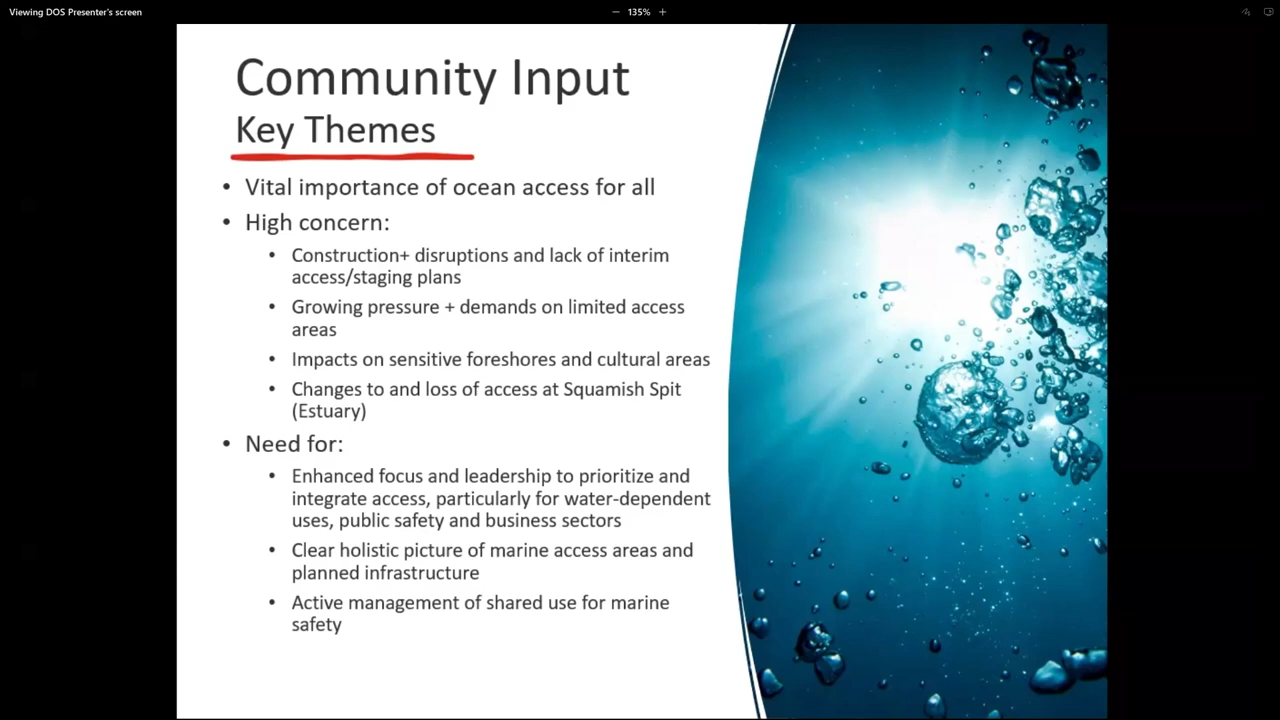 Viewing DOS Presenter's screen
− 135% +
Community Input
Key Themes
• Vital importance of ocean access for all
• High concern:
• Construction+ disruptions and lack of interim
access/staging plans
• Growing pressure + demands on limited access
areas
• Impacts on sensitive foreshores and cultural areas
• Changes to and loss of access at Squamish Spit
(Estuary)
• Need for:
• Enhanced focus and leadership to prioritize and
integrate access, particularly for water-dependent
uses, public safety and business sectors
• Clear holistic picture of marine access areas and
planned infrastructure
• Active management of shared use for marine
safety